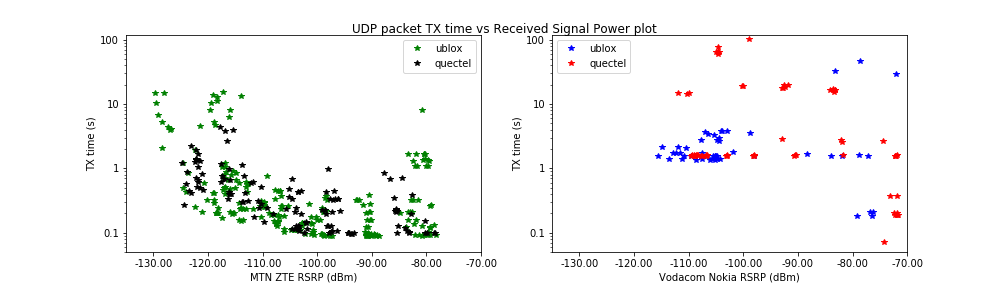 UDP packet TX time vs Received Signal Power plot
100
10
1
0.1
TX time (s)
ublox
quectel
-130.00 -120.00 -110.00 -100.00 -90.00 -80.00 -70.00
MTN ZTE RSRP (dBm)
100
10
1
0.1
TX time (s)
ublox
quectel
-130.00 -120.00 -110.00 -100.00 -90.00 -80.00 -70.00
Vodacom Nokia RSRP (dBm)